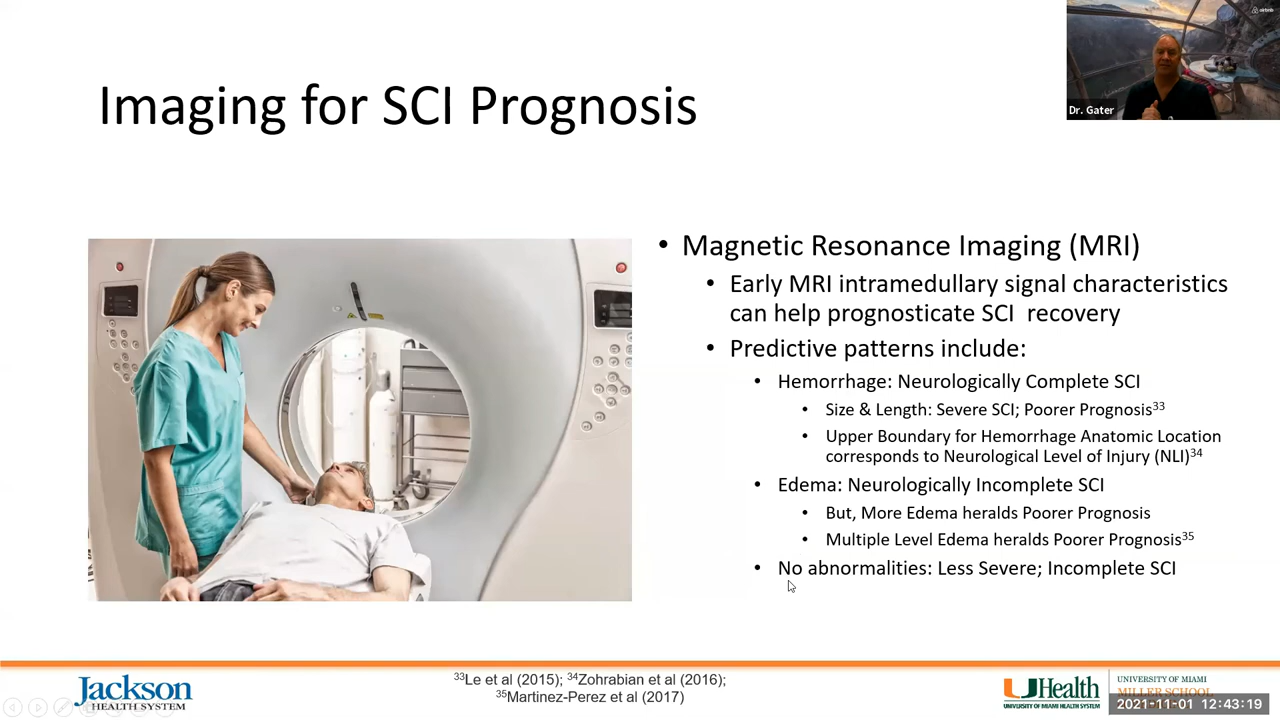 airbnb
Dr. Gater
Imaging for SCI Prognosis
• Magnetic Resonance Imaging (MRI)
• Early MRI intramedullary signal characteristics
can help prognosticate SCI recovery
• Predictive patterns include:
• Hemorrhage: Neurologically Complete SCI
• Size & Length: Severe SCI; Poorer Prognosis³³
• Upper Boundary for Hemorrhage Anatomic Location
corresponds to Neurological Level of Injury (NLI)³⁴
• Edema: Neurologically Incomplete SCI
• But, More Edema heralds Poorer Prognosis
• Multiple Level Edema heralds Poorer Prognosis³⁵
• No abnormalities: Less Severe; Incomplete SCI
Jackson
HEALTH SYSTEM
³³Le et al (2015); ³⁴Zohrabian et al (2016);
³⁵Martinez-Perez et al (2017)
UHealth
UNIVERSITY OF MIAMI HEALTH SYSTEM
UNIVERSITY OF MIAMI
MILLER SCHOOL
2021-11-01 12:43:19